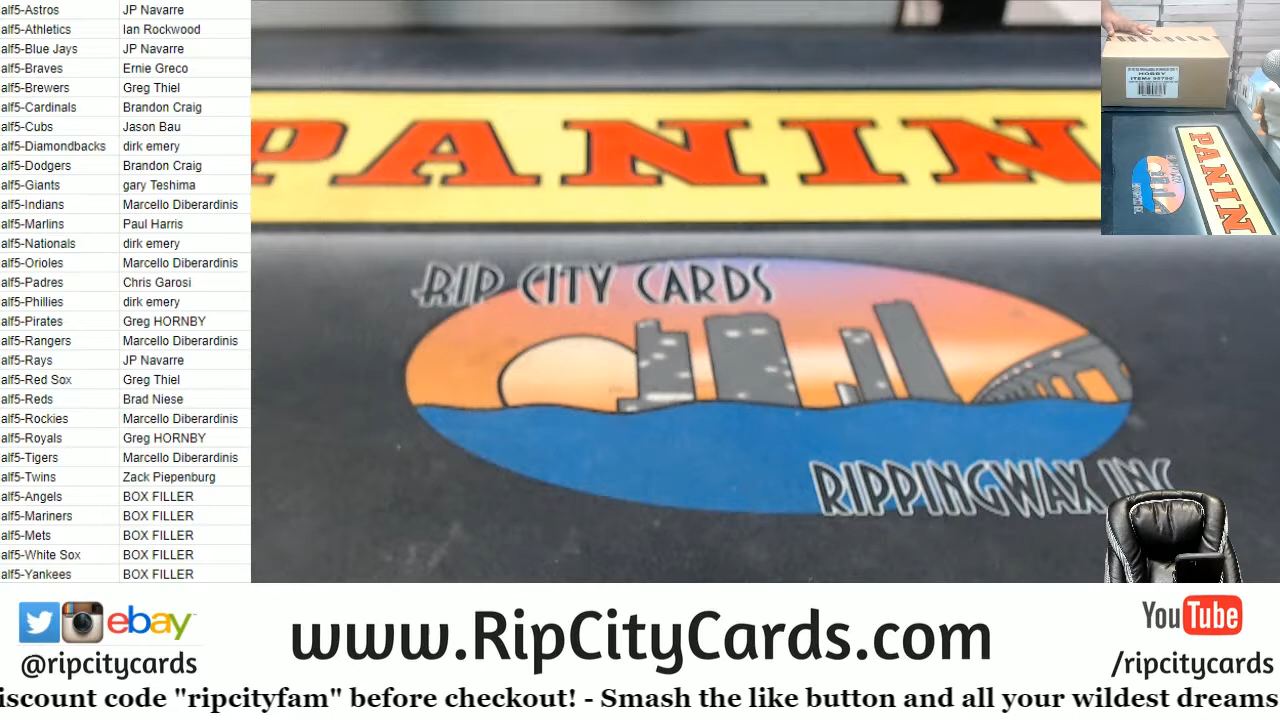 alf5-Astros JP Navarre
alf5-Athletics Ian Rockwood
alf5-Blue Jays JP Navarre
alf5-Braves Ernie Greco
alf5-Brewers Greg Thiel
alf5-Cardinals Brandon Craig
alf5-Cubs Jason Bau
alf5-Diamondbacks dirk emery
alf5-Dodgers Brandon Craig
alf5-Giants gary Teshima
alf5-Indians Marcello Diberardinis
alf5-Marlins Paul Harris
alf5-Nationals dirk emery
alf5-Orioles Marcello Diberardinis
alf5-Padres Chris Garosi
alf5-Phillies dirk emery
alf5-Pirates Greg HORNBY
alf5-Rangers Marcello Diberardinis
alf5-Rays JP Navarre
alf5-Red Sox Greg Thiel
alf5-Reds Brad Niese
alf5-Rockies Marcello Diberardinis
alf5-Royals Greg HORNBY
alf5-Tigers Marcello Diberardinis
alf5-Twins Zack Piepenburg
alf5-Angels BOX FILLER
alf5-Mariners BOX FILLER
alf5-Mets BOX FILLER
alf5-White Sox BOX FILLER
alf5-Yankees BOX FILLER
PANIN
RIP CITY CARDS
RIPPINGWAX INC
HOBBY
PANIN
ebay
@ripcitycards
www.RipCityCards.com
YouTube
/ripcitycards
iscount code "ripcityfam" before checkout! - Smash the like button and all your wildest dreams